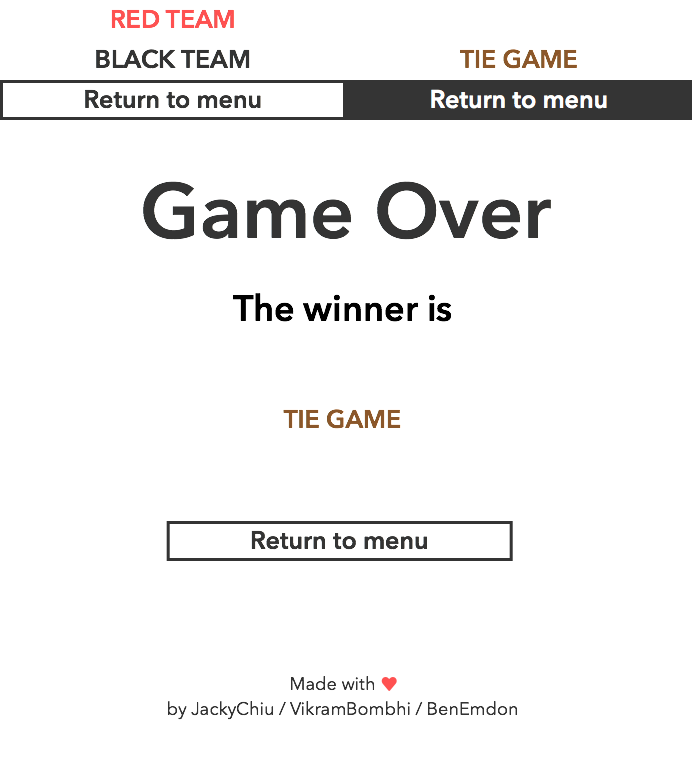 RED TEAM
BLACK TEAM TIE GAME
Return to menu Return to menu
Game Over
The winner is
TIE GAME
Return to menu
Made with ❤
by JackyChiu / VikramBombhi / BenEmdon